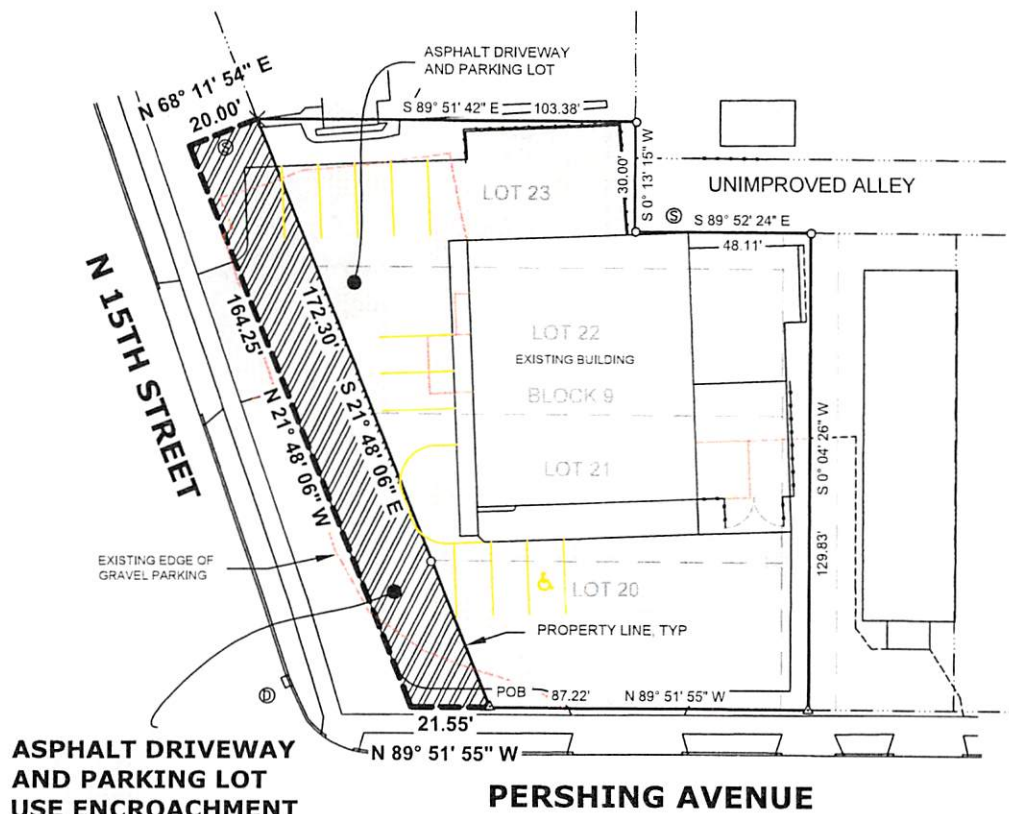 ASPHALT DRIVEWAY
AND PARKING LOT
N 68° 11' 54" E
20.00'
S 89° 51' 42" E
103.38'
S
LOT 23
30.00'
S 0° 13' 15" W
UNIMPROVED ALLEY
S
S 89° 52' 24" E
48.11'
N 15TH STREET
164.25'
N 21° 48' 06" W
172.30'
S 21° 48' 06" E
LOT 22
EXISTING BUILDING
BLOCK 9
LOT 21
S 0° 04' 26" W
129.83'
EXISTING EDGE OF
GRAVEL PARKING
LOT 20
PROPERTY LINE, TYP
POB
87.22'
N 89° 51' 55" W
D
21.55'
N 89° 51' 55" W
ASPHALT DRIVEWAY
AND PARKING LOT
USE ENCROACHMENT
PERSHING AVENUE